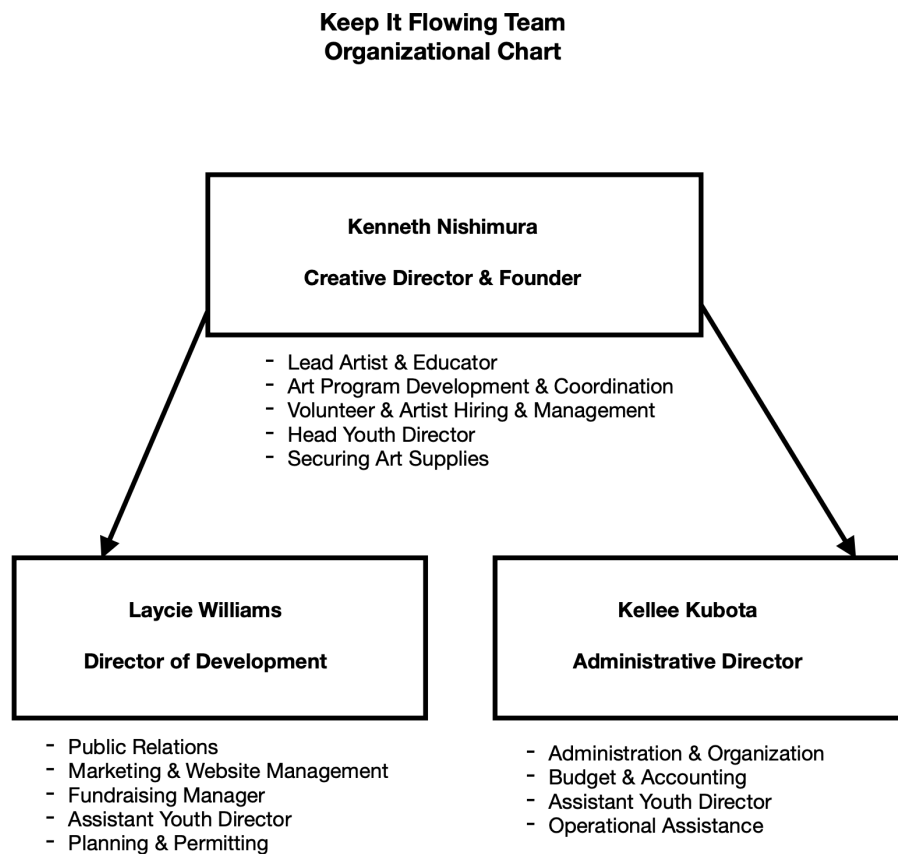 Keep It Flowing Team
Organizational Chart
Kenneth Nishimura
Creative Director & Founder
- Lead Artist & Educator
- Art Program Development & Coordination
- Volunteer & Artist Hiring & Management
- Head Youth Director
- Securing Art Supplies
Laycie Williams
Director of Development
- Public Relations
- Marketing & Website Management
- Fundraising Manager
- Assistant Youth Director
- Planning & Permitting
Kellee Kubota
Administrative Director
- Administration & Organization
- Budget & Accounting
- Assistant Youth Director
- Operational Assistance